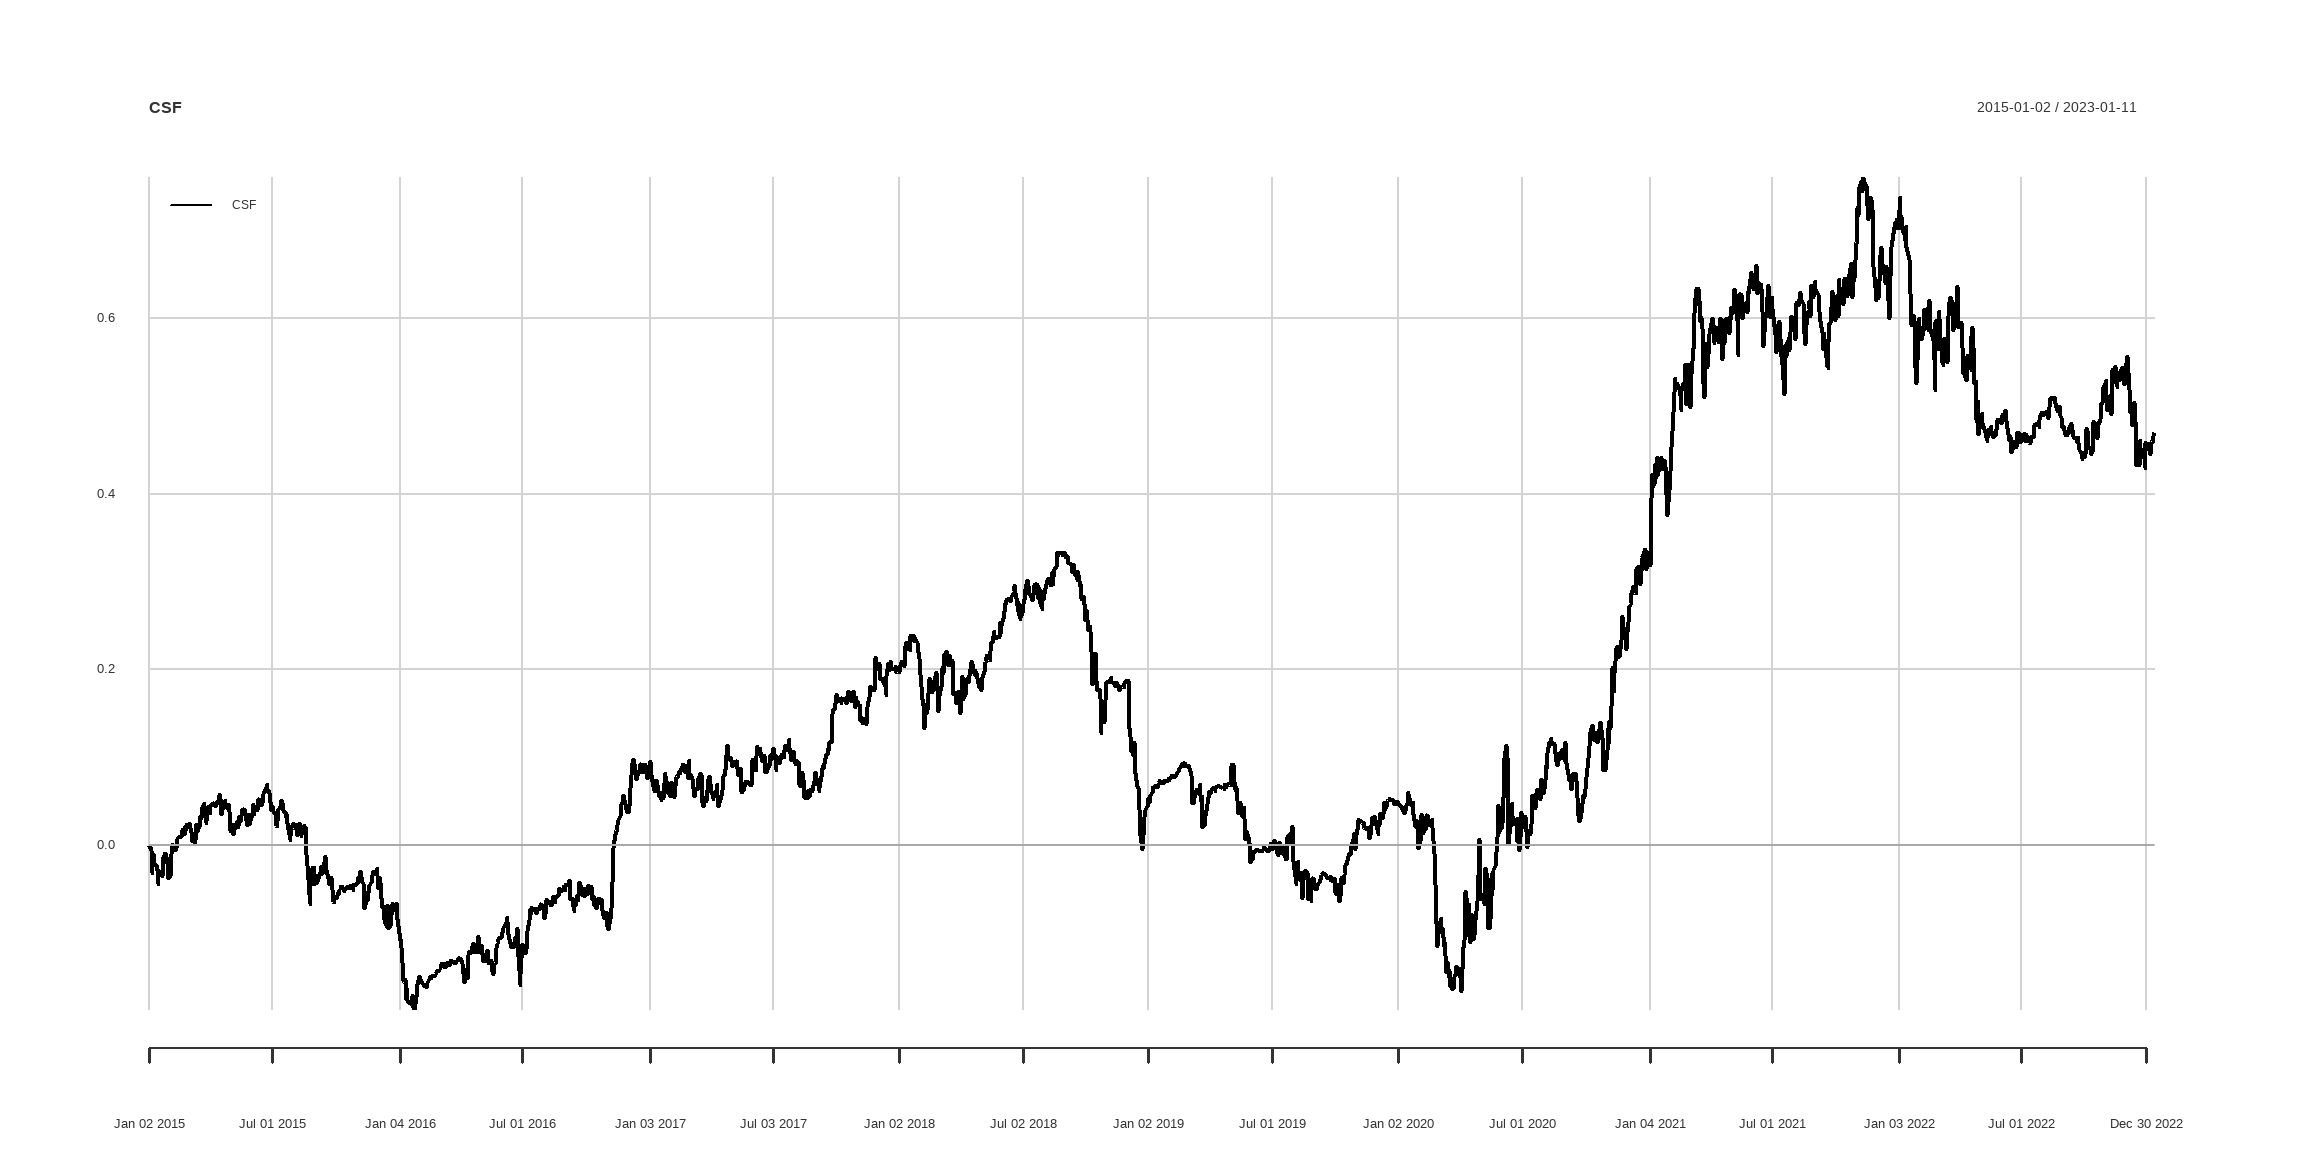 CSF
2015-01-02 / 2023-01-11
CSF
0.6
0.4
0.2
0.0
Jan 02 2015
Jul 01 2015
Jan 04 2016
Jul 01 2016
Jan 03 2017
Jul 03 2017
Jan 02 2018
Jul 02 2018
Jan 02 2019
Jul 01 2019
Jan 02 2020
Jul 01 2020
Jan 04 2021
Jul 01 2021
Jan 03 2022
Jul 01 2022
Dec 30 2022